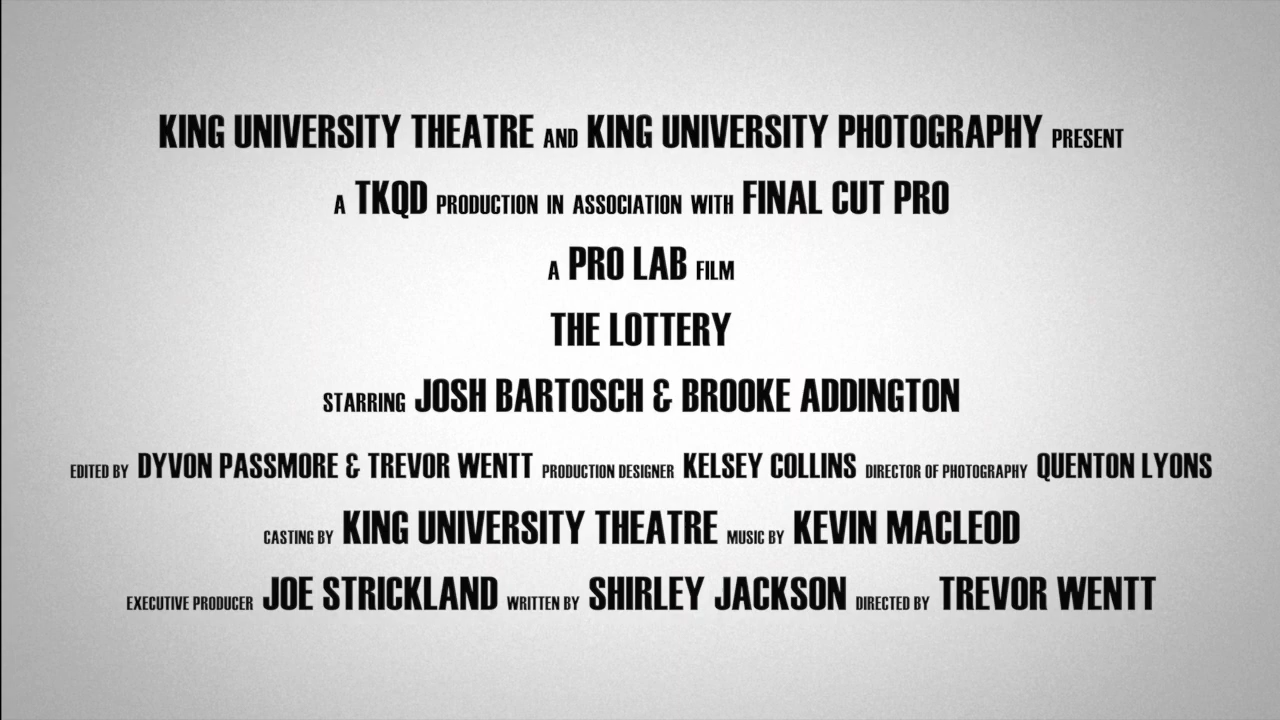 KING UNIVERSITY THEATRE AND KING UNIVERSITY PHOTOGRAPHY PRESENT
A TKQD PRODUCTION IN ASSOCIATION WITH FINAL CUT PRO
A PRO LAB FILM
THE LOTTERY
STARRING JOSH BARTOSCH & BROOKE ADDINGTON
EDITED BY DYVON PASSMORE & TREVOR WENTT PRODUCTION DESIGNER KELSEY COLLINS DIRECTOR OF PHOTOGRAPHY QUENTON LYONS
CASTING BY KING UNIVERSITY THEATRE MUSIC BY KEVIN MACLEOD
EXECUTIVE PRODUCER JOE STRICKLAND WRITTEN BY SHIRLEY JACKSON DIRECTED BY TREVOR WENTT